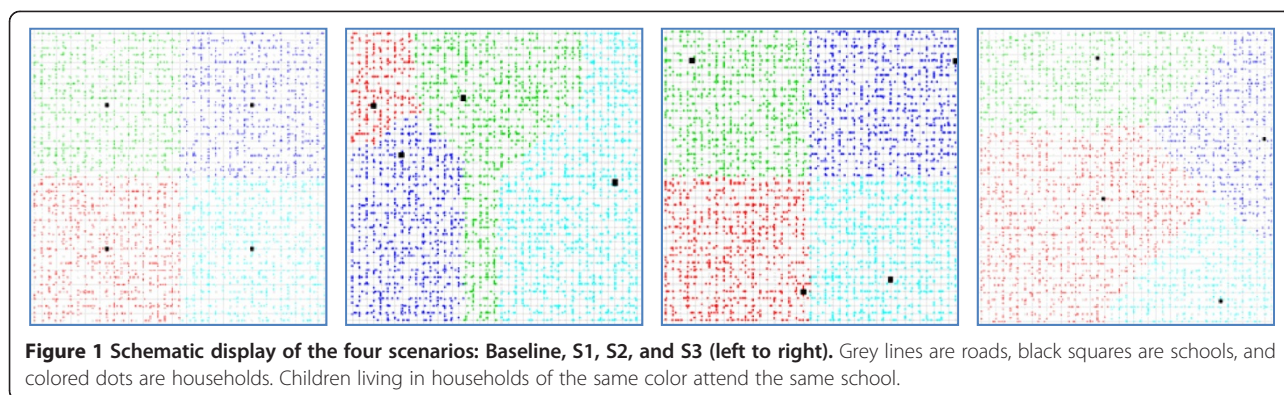 Figure 1 Schematic display of the four scenarios: Baseline, S1, S2, and S3 (left to right). Grey lines are roads, black squares are schools, and
colored dots are households. Children living in households of the same color attend the same school.